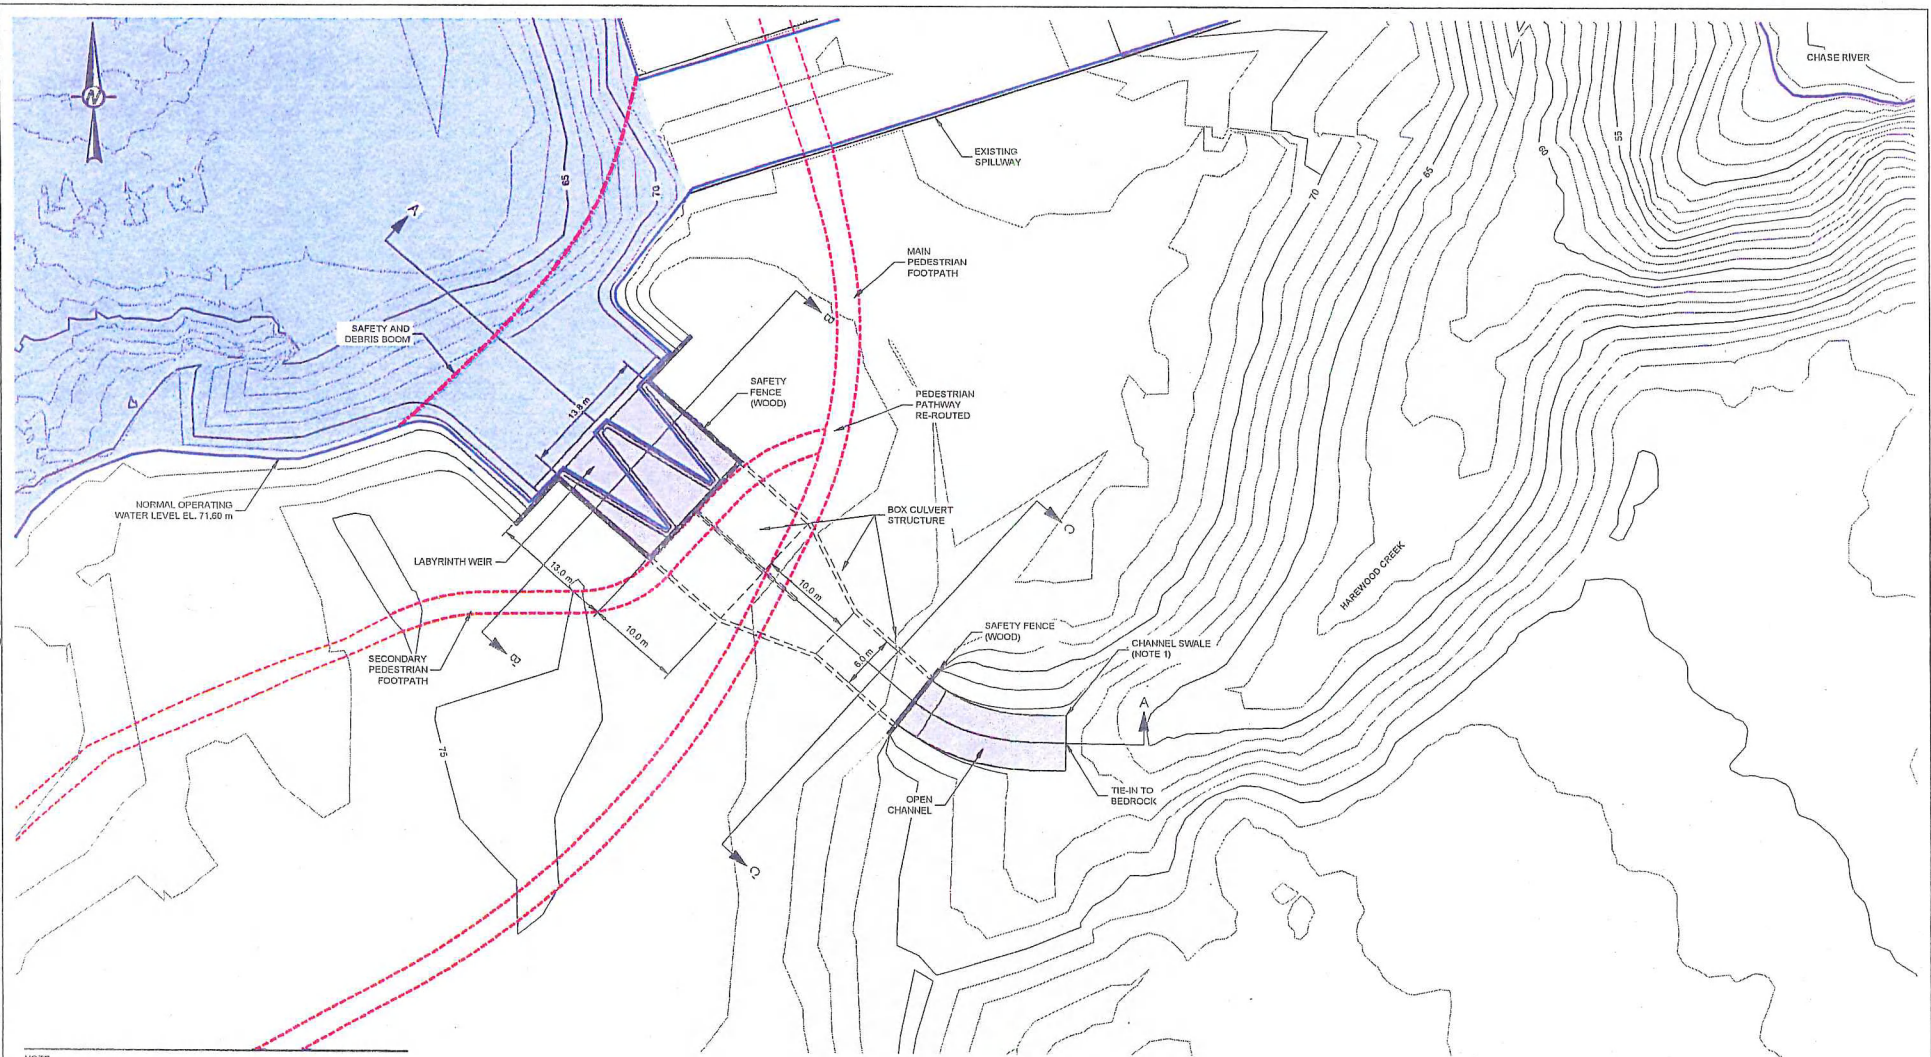 N
CHASE RIVER
EXISTING
SPILLWAY
65
70
60
55
65
70
A
MAIN
PEDESTRIAN
FOOTPATH
B
SAFETY AND
DEBRIS BOOM
SAFETY
FENCE
(WOOD)
13.8 m
PEDESTRIAN
PATHWAY
RE-ROUTED
NORMAL OPERATING
WATER LEVEL EL. 71.60 m
BOX CULVERT
STRUCTURE
C
LABYRINTH WEIR
13.0 m
10.0 m
HAREWOOD CREEK
10.0 m
B'
SECONDARY
PEDESTRIAN
FOOTPATH
6.0 m
SAFETY FENCE
(WOOD)
CHANNEL SWALE
(NOTE 1)
A'
75
OPEN
CHANNEL
TIE-IN TO
BEDROCK
C'